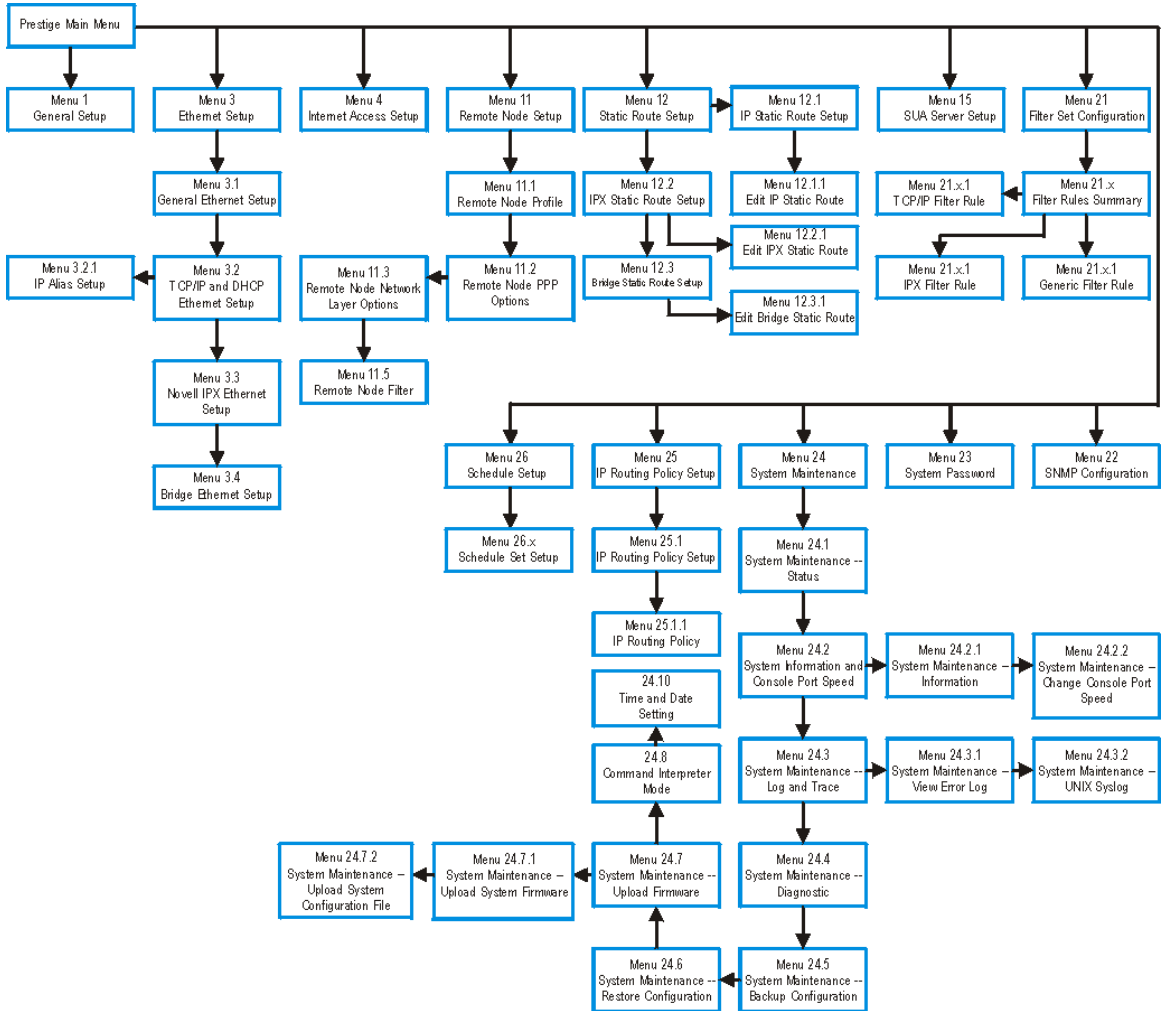 Prestige Main Menu
Menu 1
General Setup
Menu 3
Ethernet Setup
Menu 4
Internet Access Setup
Menu 11
Remote Node Setup
Menu 12
Static Route Setup
Menu 12.1
IP Static Route Setup
Menu 15
SUA Server Setup
Menu 21
Filter Set Configuration
Menu 3.1
General Ethernet Setup
Menu 11.1
Remote Node Profile
Menu 12.2
IPX Static Route Setup
Menu 12.1.1
Edit IP Static Route
Menu 21.x.1
TCP/IP Filter Rule
Menu 21.x
Filter Rules Summary
Menu 12.2.1
Edit IPX Static Route
Menu 3.2.1
IP Alias Setup
Menu 3.2
TCP/IP and DHCP
Ethernet Setup
Menu 11.3
Remote Node Network
Layer Options
Menu 11.2
Remote Node PPP
Options
Menu 12.3
Bridge Static Route Setup
Menu 21.x.1
IPX Filter Rule
Menu 21.x.1
Generic Filter Rule
Menu 12.3.1
Edit Bridge Static Route
Menu 3.3
Novell IPX Ethernet
Setup
Menu 11.5
Remote Node Filter
Menu 3.4
Bridge Ethernet Setup
Menu 26
Schedule Setup
Menu 25
IP Routing Policy Setup
Menu 24
System Maintenance
Menu 23
System Password
Menu 22
SNMP Configuration
Menu 26.x
Schedule Set Setup
Menu 25.1
IP Routing Policy Setup
Menu 24.1
System Maintenance --
Status
Menu 25.1.1
IP Routing Policy
Menu 24.2
System Information and
Console Port Speed
Menu 24.2.1
System Maintenance –
Information
Menu 24.2.2
System Maintenance –
Change Console Port
Speed
24.10
Time and Date
Setting
24.8
Command Interpreter
Mode
Menu 24.3
System Maintenance --
Log and Trace
Menu 24.3.1
System Maintenance –
View Error Log
Menu 24.3.2
System Maintenance –
UNIX Syslog
Menu 24.7.2
System Maintenance –
Upload System
Configuration File
Menu 24.7.1
System Maintenance –
Upload System Firmware
Menu 24.7
System Maintenance --
Upload Firmware
Menu 24.4
System Maintenance --
Diagnostic
Menu 24.6
System Maintenance --
Restore Configuration
Menu 24.5
System Maintenance --
Backup Configuration